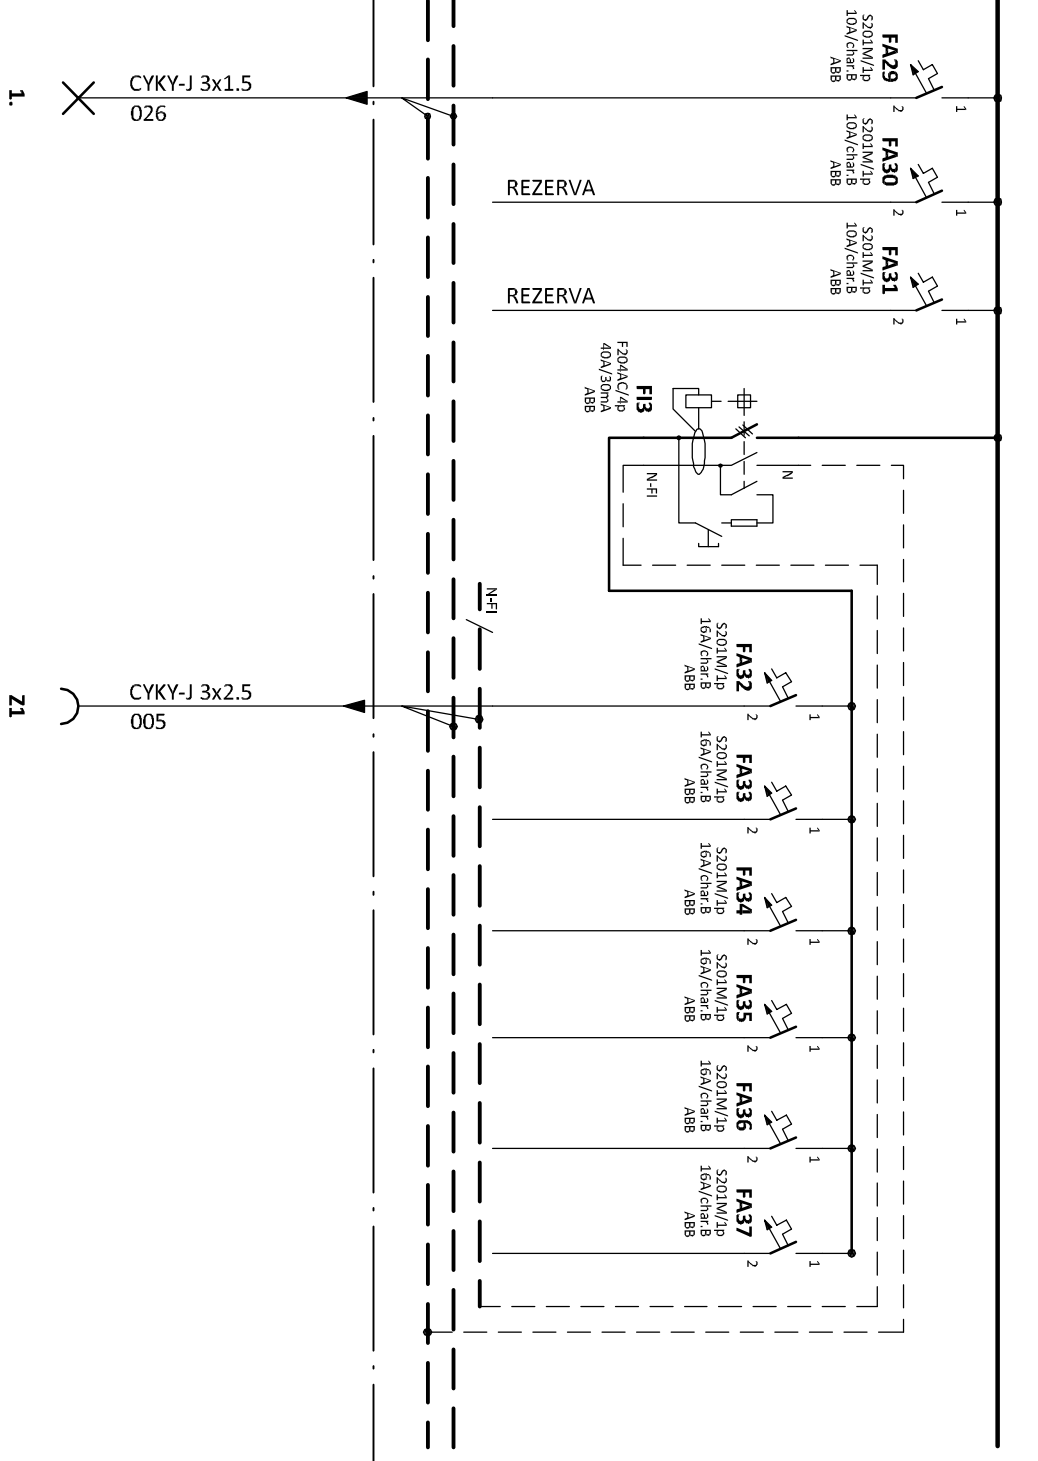 FA29
S201M/1p
10A/char.B
ABB
1
2
CYKY-J 3x1.5
026
1.
FA30
S201M/1p
10A/char.B
ABB
1
2
REZERVA
FA31
S201M/1p
10A/char.B
ABB
1
2
REZERVA
FI3
F204AC/4p
40A/30mA
ABB
N
N-FI
N-FI
FA32
S201M/1p
16A/char.B
ABB
1
2
CYKY-J 3x2.5
005
Z1
FA33
S201M/1p
16A/char.B
ABB
1
2
FA34
S201M/1p
16A/char.B
ABB
1
2
FA35
S201M/1p
16A/char.B
ABB
1
2
FA36
S201M/1p
16A/char.B
ABB
1
2
FA37
S201M/1p
16A/char.B
ABB
1
2